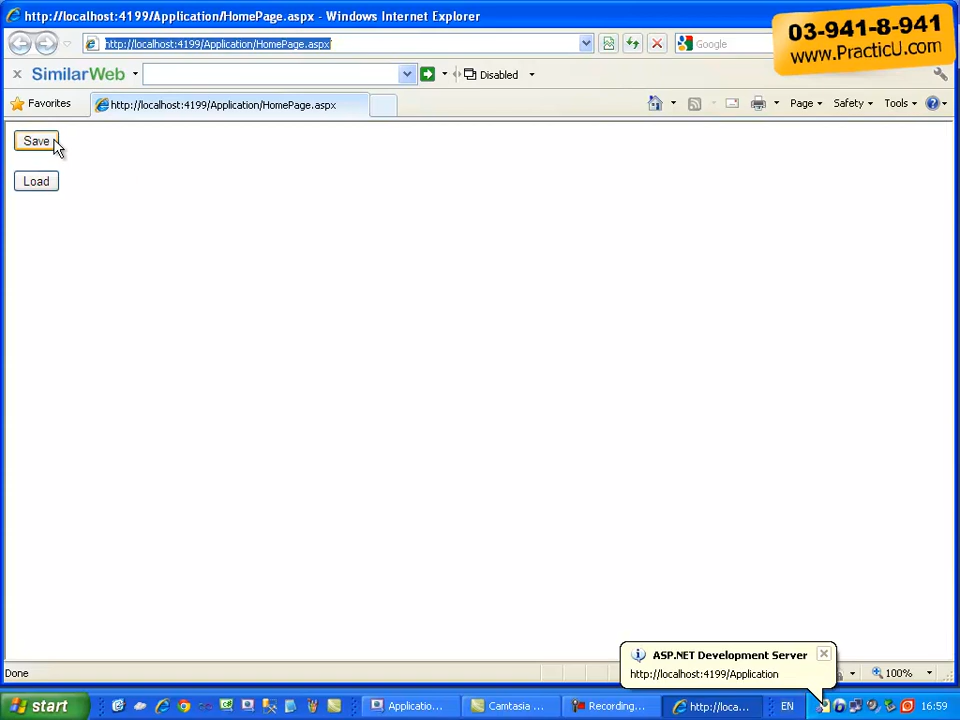 http://localhost:4199/Application/HomePage.aspx - Windows Internet Explorer
03-941-8-941
www.PracticU.com
http://localhost:4199/Application/HomePage.aspx
Google
SimilarWeb
Disabled
Favorites
http://localhost:4199/Application/HomePage.aspx
Page
Safety
Tools
Save
Load
ASP.NET Development Server
http://localhost:4199/Application
Done
100%
start
Applicatio...
Camtasia ...
Recording...
http://loca...
EN
16:59